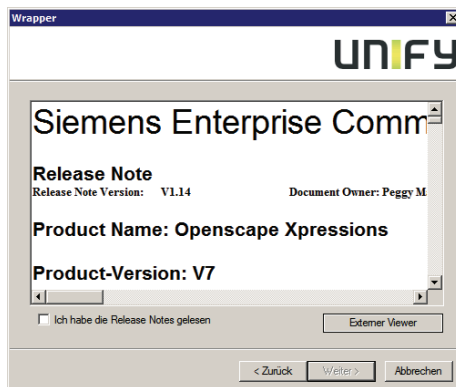 Wrapper
UNIFY
Siemens Enterprise Comm
Release Note
Release Note Version: V1.14 Document Owner: Peggy M
Product Name: Openscape Xpressions
Product-Version: V7
Ich habe die Release Notes gelesen
Externer Viewer
< Zurück Weiter > Abbrechen